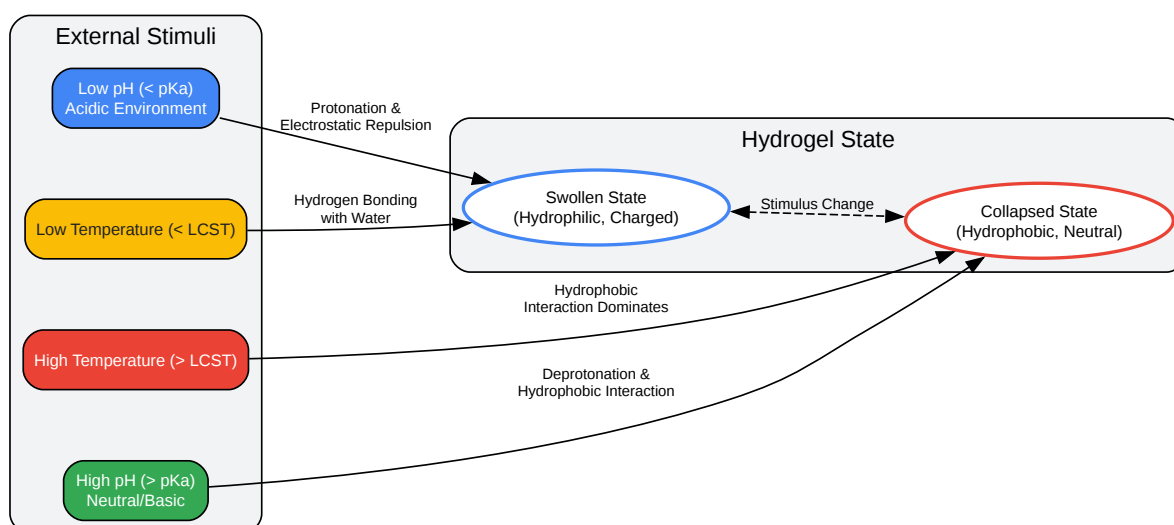 External Stimuli
Low pH (< pKa)
Acidic Environment
Low Temperature (< LCST)
High Temperature (> LCST)
High pH (> pKa)
Neutral/Basic
Protonation &
Electrostatic Repulsion
Hydrogen Bonding
with Water
Hydrophobic
Interaction Dominates
Deprotonation &
Hydrophobic Interaction
Hydrogel State
Swollen State
(Hydrophilic, Charged)
Stimulus Change
Collapsed State
(Hydrophobic, Neutral)